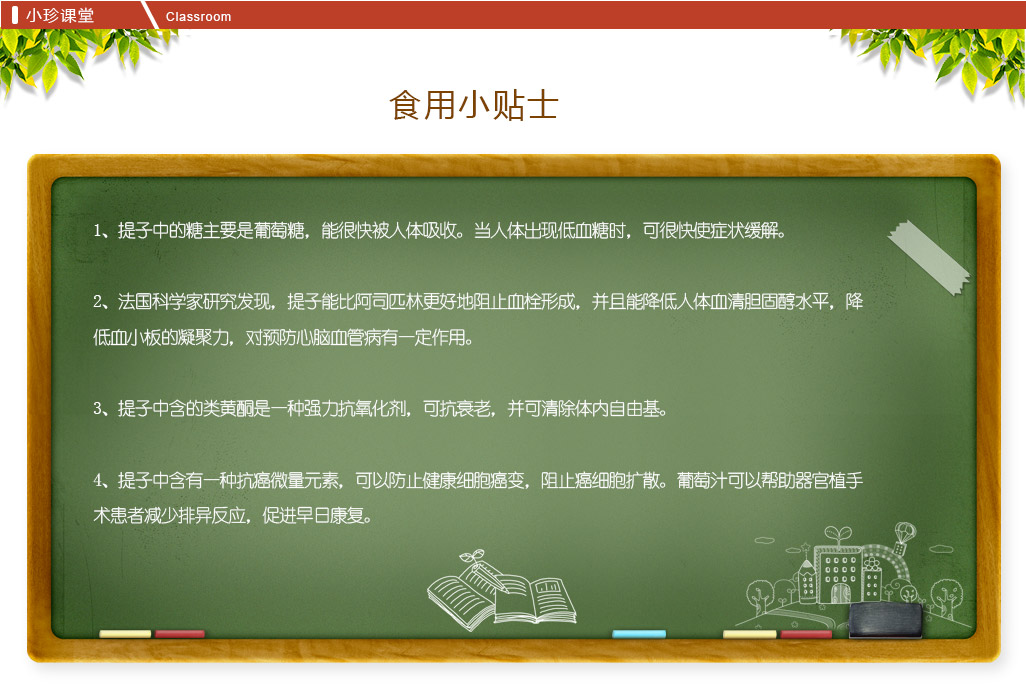 小珍课堂 Classroom
食用小贴士
1、提子中的糖主要是葡萄糖，能很快被人体吸收。当人体出现低血糖时，可很快使症状缓解。
2、法国科学家研究发现，提子能比阿司匹林更好地阻止血栓形成，并且能降低人体血清胆固醇水平，降
低血小板的凝聚力，对预防心脑血管病有一定作用。
3、提子中含的类黄酮是一种强力抗氧化剂，可抗衰老，并可清除体内自由基。
4、提子中含有一种抗癌微量元素，可以防止健康细胞癌变，阻止癌细胞扩散。葡萄汁可以帮助器官植手
术患者减少排异反应，促进早日康复。